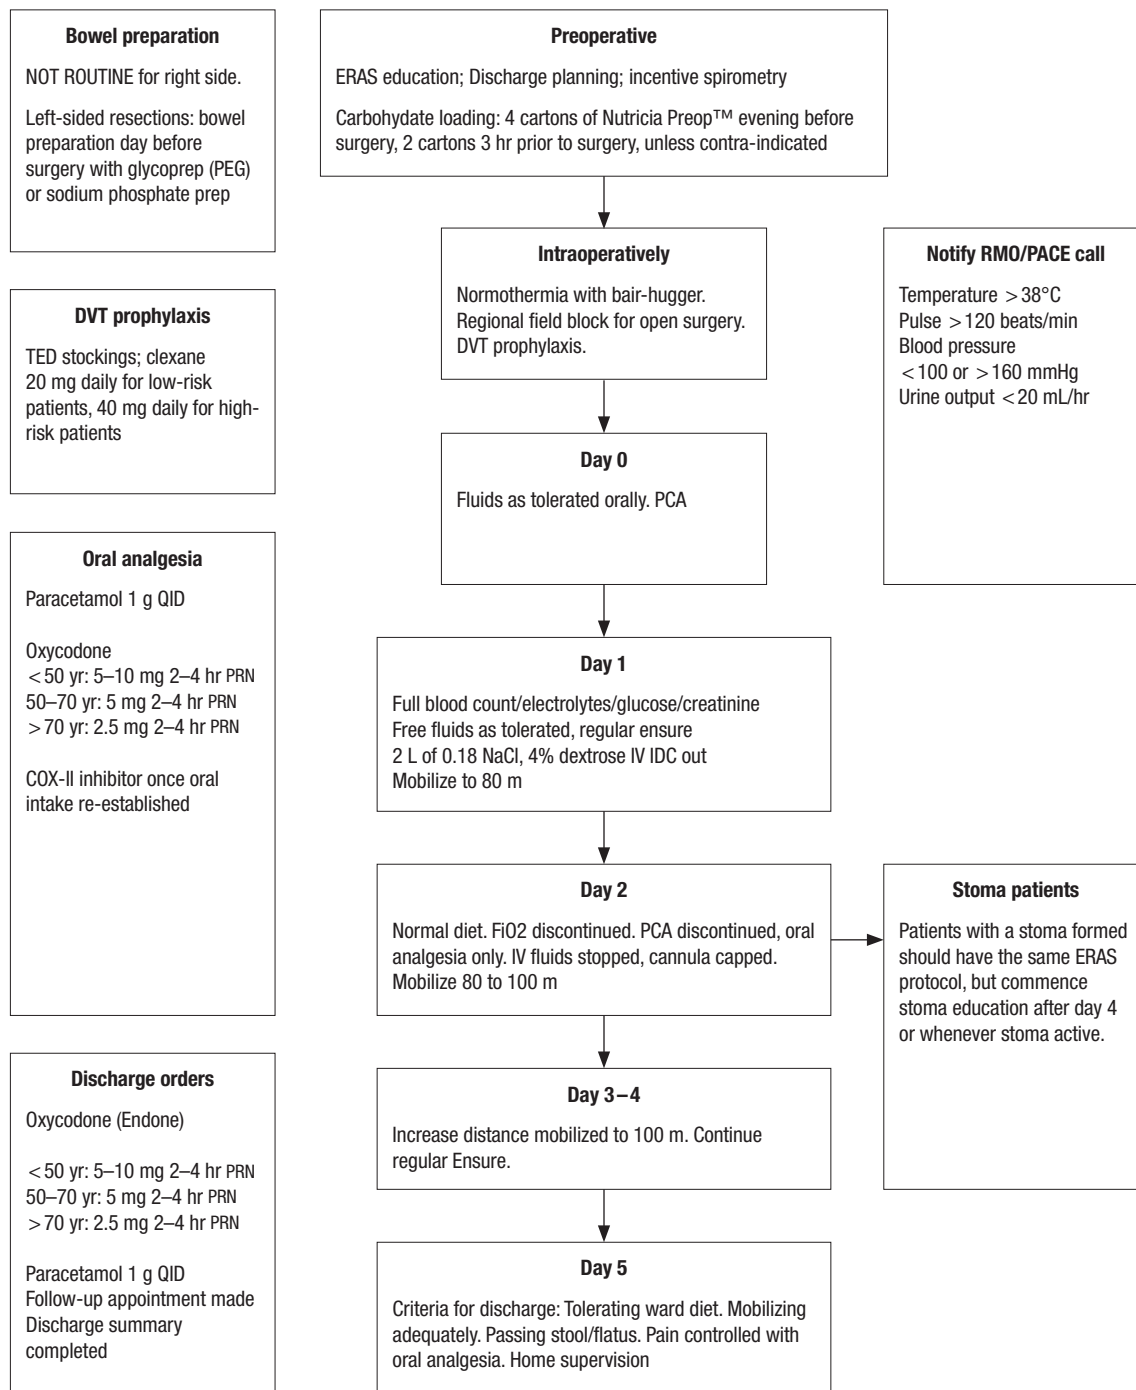 Bowel preparation
NOT ROUTINE for right side.
Left-sided resections: bowel
preparation day before
surgery with glycoprep (PEG)
or sodium phosphate prep
DVT prophylaxis
TED stockings; clexane
20 mg daily for low-risk
patients, 40 mg daily for high-
risk patients
Oral analgesia
Paracetamol 1 g QID
Oxycodone
<50 yr: 5–10 mg 2–4 hr PRN
50–70 yr: 5 mg 2–4 hr PRN
>70 yr: 2.5 mg 2–4 hr PRN
COX-II inhibitor once oral
intake re-established
Discharge orders
Oxycodone (Endone)
<50 yr: 5–10 mg 2–4 hr PRN
50–70 yr: 5 mg 2–4 hr PRN
>70 yr: 2.5 mg 2–4 hr PRN
Paracetamol 1 g QID
Follow-up appointment made
Discharge summary
completed
Preoperative
ERAS education; Discharge planning; incentive spirometry
Carbohydate loading: 4 cartons of Nutricia Preop™ evening before
surgery, 2 cartons 3 hr prior to surgery, unless contra-indicated
Intraoperatively
Normothermia with bair-hugger.
Regional field block for open surgery.
DVT prophylaxis.
Day 0
Fluids as tolerated orally. PCA
Day 1
Full blood count/electrolytes/glucose/creatinine
Free fluids as tolerated, regular ensure
2 L of 0.18 NaCl, 4% dextrose IV IDC out
Mobilize to 80 m
Day 2
Normal diet. FiO2 discontinued. PCA discontinued, oral
analgesia only. IV fluids stopped, cannula capped.
Mobilize 80 to 100 m
Day 3–4
Increase distance mobilized to 100 m. Continue
regular Ensure.
Day 5
Criteria for discharge: Tolerating ward diet. Mobilizing
adequately. Passing stool/flatus. Pain controlled with
oral analgesia. Home supervision
Notify RMO/PACE call
Temperature >38°C
Pulse >120 beats/min
Blood pressure
<100 or >160 mmHg
Urine output <20 mL/hr
Stoma patients
Patients with a stoma formed
should have the same ERAS
protocol, but commence
stoma education after day 4
or whenever stoma active.